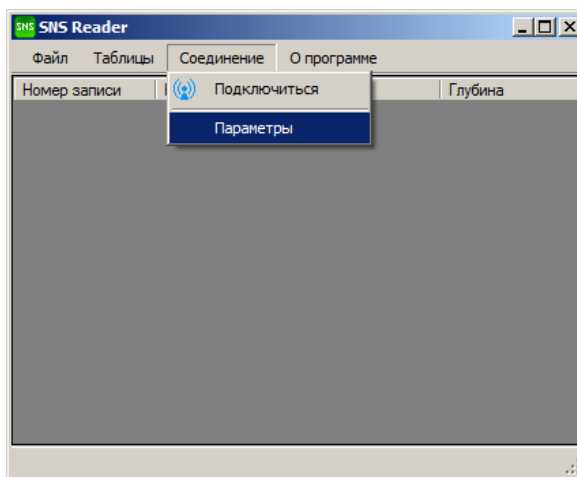 SNS SNS Reader
Файл Таблицы Соединение О программе
Номер записи Глубина
Подключиться
Параметры